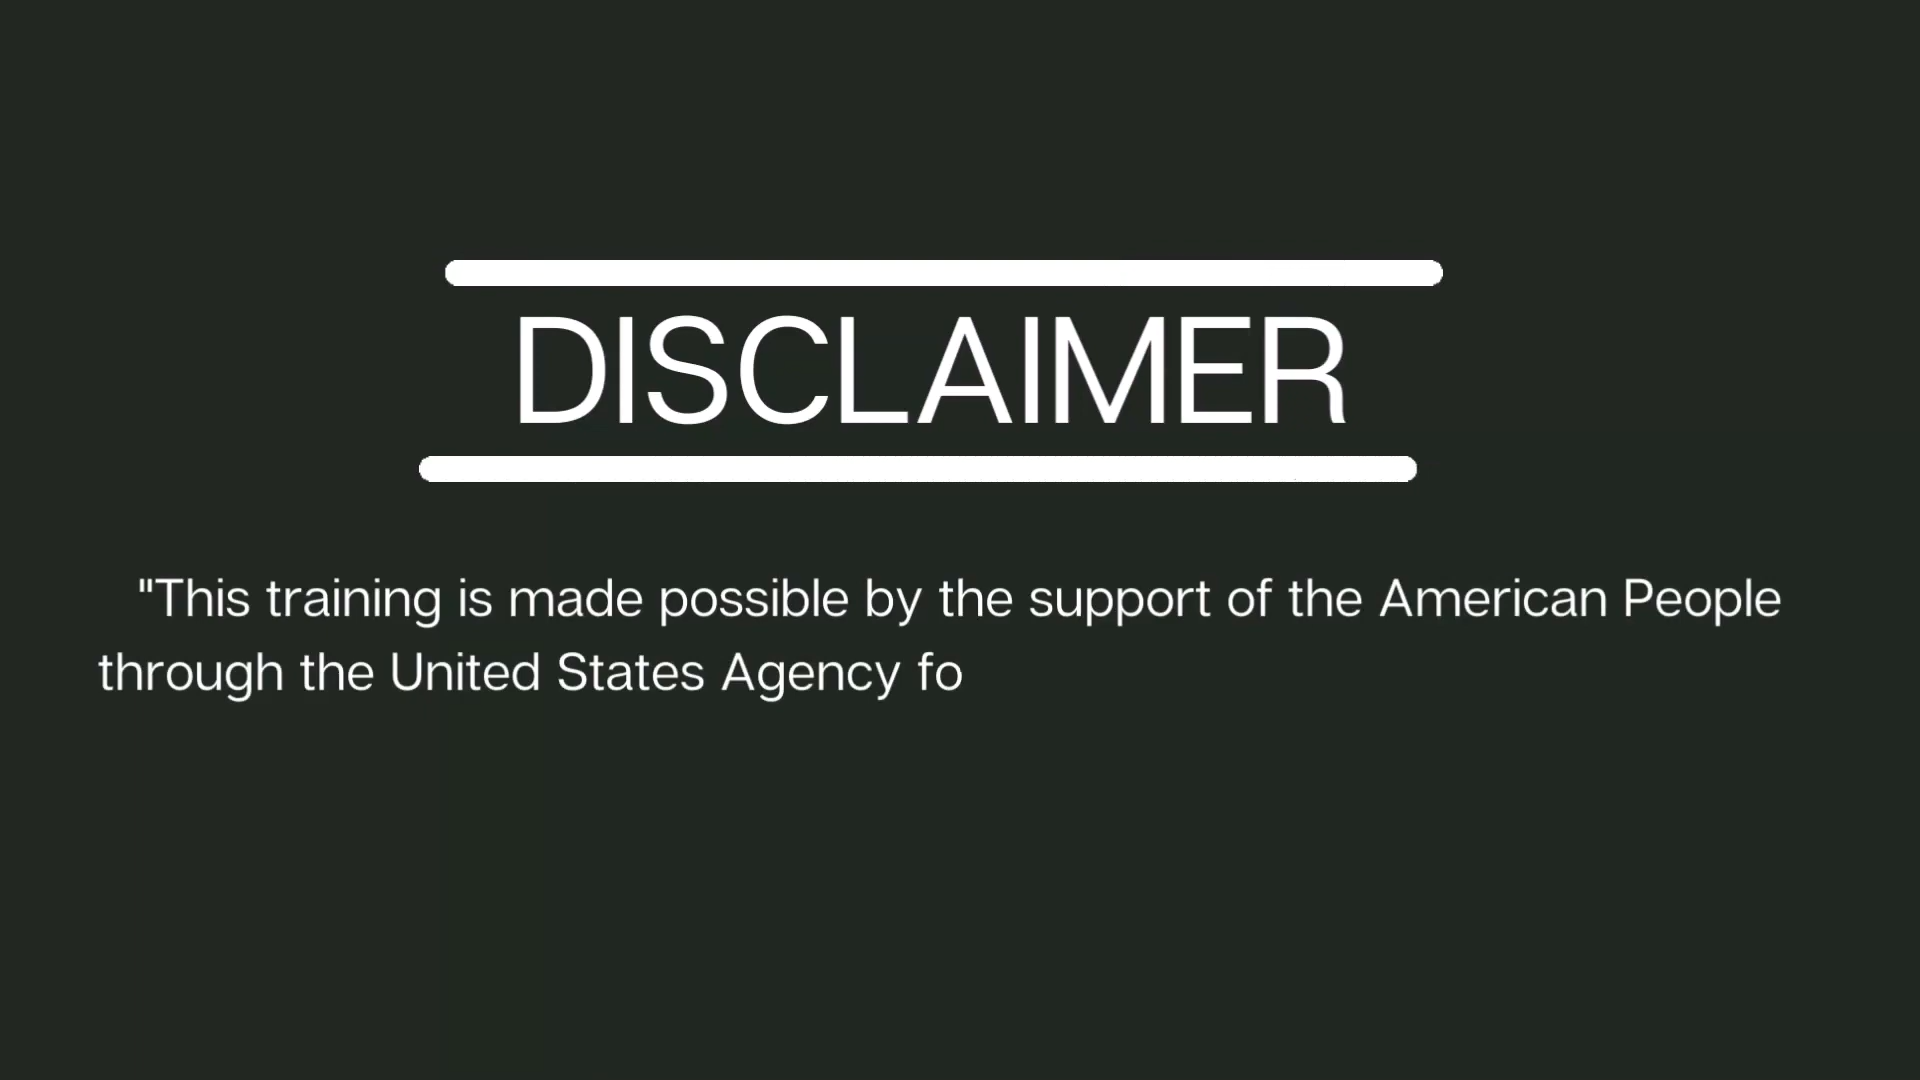 DISCLAIMER
"This training is made possible by the support of the American People
through the United States Agency fo